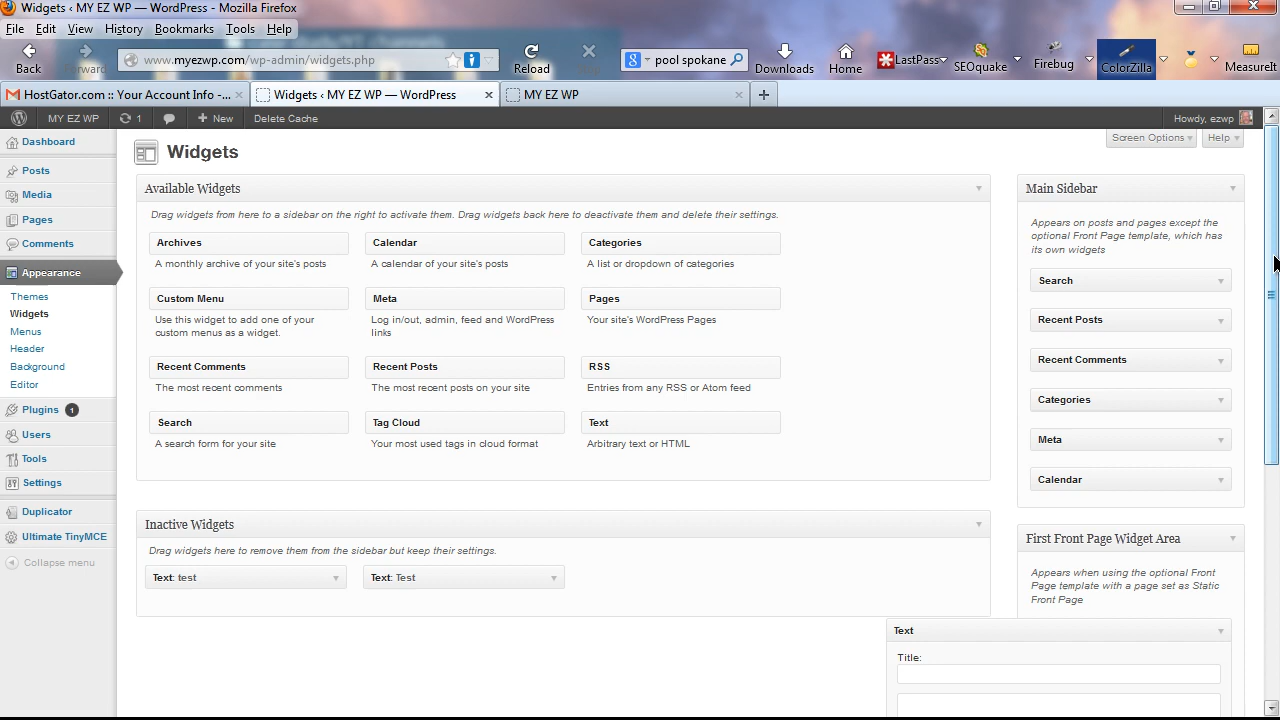 Widgets ‹ MY EZ WP — WordPress - Mozilla Firefox
File Edit View History Bookmarks Tools Help
Back Forward www.myezwp.com/wp-admin/widgets.php Reload pool spokane Downloads Home LastPass SEOquake Firebug ColorZilla MeasureIt
HostGator.com :: Your Account Info -... Widgets ‹ MY EZ WP — WordPress MY EZ WP
MY EZ WP 1 New Delete Cache Howdy, ezwp
Dashboard
Posts
Media
Pages
Comments
Appearance
Themes
Widgets
Menus
Header
Background
Editor
Plugins 1
Users
Tools
Settings
Duplicator
Ultimate TinyMCE
Collapse menu
Screen Options Help
Widgets
Available Widgets
Drag widgets from here to a sidebar on the right to activate them. Drag widgets back here to deactivate them and delete their settings.
Archives Calendar Categories
A monthly archive of your site's posts A calendar of your site's posts A list or dropdown of categories
Custom Menu Meta Pages
Use this widget to add one of your Log in/out, admin, feed and WordPress Your site's WordPress Pages
custom menus as a widget. links
Recent Comments Recent Posts RSS
The most recent comments The most recent posts on your site Entries from any RSS or Atom feed
Search Tag Cloud Text
A search form for your site Your most used tags in cloud format Arbitrary text or HTML
Inactive Widgets
Drag widgets here to remove them from the sidebar but keep their settings.
Text: test Text: Test
Main Sidebar
Appears on posts and pages except the
optional Front Page template, which has
its own widgets
Search
Recent Posts
Recent Comments
Categories
Meta
Calendar
First Front Page Widget Area
Appears when using the optional Front
Page template with a page set as Static
Front Page
Text
Title: